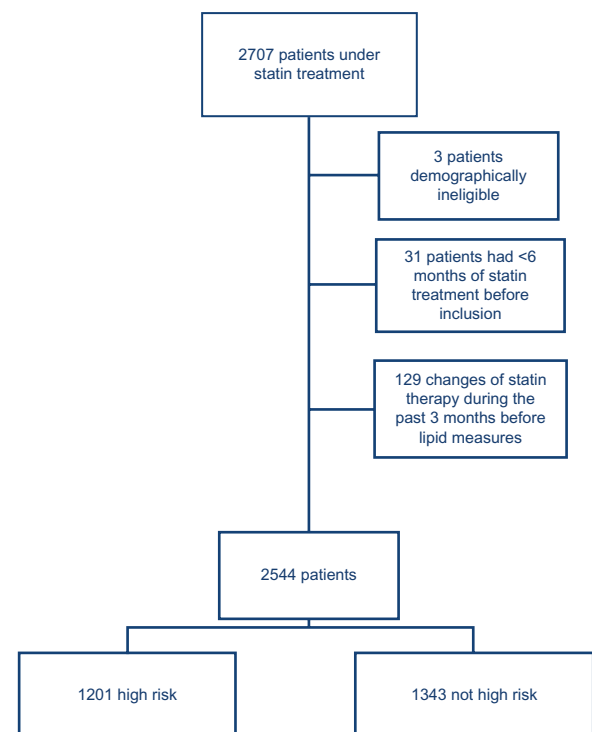 2707 patients under
statin treatment
3 patients
demographically
ineligible
31 patients had <6
months of statin
treatment before
inclusion
129 changes of statin
therapy during the
past 3 months before
lipid measures
2544 patients
1201 high risk
1343 not high risk